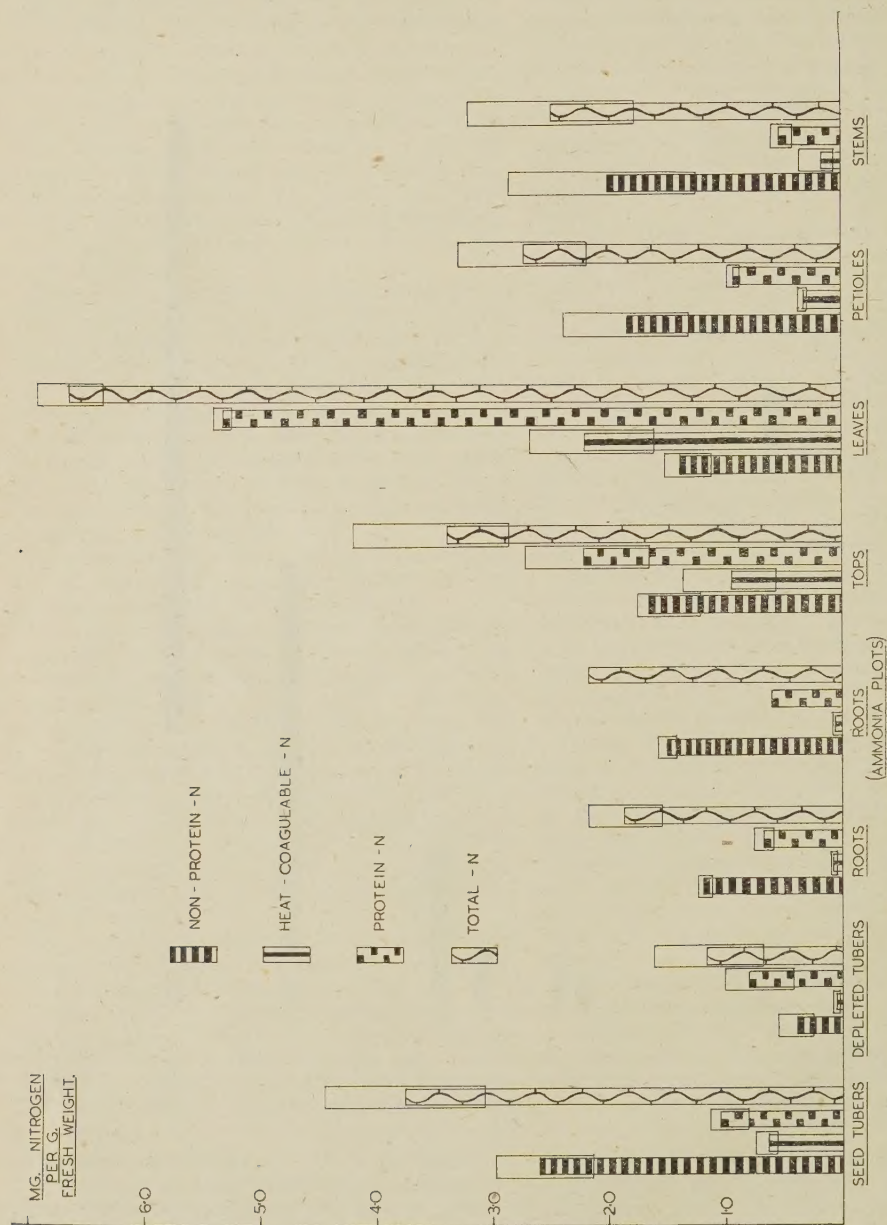 MG. NITROGEN
PER G.
FRESH WEIGHT.
6·0
5·0
4·0
3·0
2·0
1·0
NON - PROTEIN - N
HEAT - COAGULABLE - N
PROTEIN - N
TOTAL - N
SEED TUBERS
DEPLETED TUBERS
ROOTS
ROOTS
(AMMONIA PLOTS)
TOPS
LEAVES
PETIOLES
STEMS